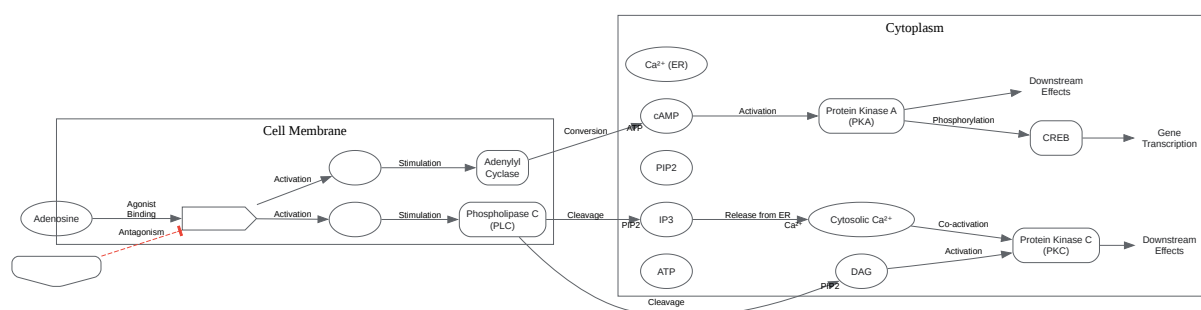 Cytoplasm
Ca²⁺ (ER)
Downstream
Effects
cAMP
Activation
Protein Kinase A
(PKA)
Phosphorylation
CREB
Gene
Transcription
Conversion
ATP
Cell Membrane
Adenylyl
Cyclase
Stimulation
Activation
PIP2
Adenosine
Agonist
Binding
Antagonism
Activation
Stimulation
Phospholipase C
(PLC)
Cleavage
PIP2
IP3
Release from ER
Ca²⁺
Cytosolic Ca²⁺
Co-activation
Protein Kinase C
(PKC)
Downstream
Effects
Activation
ATP
DAG
PIP2
Cleavage